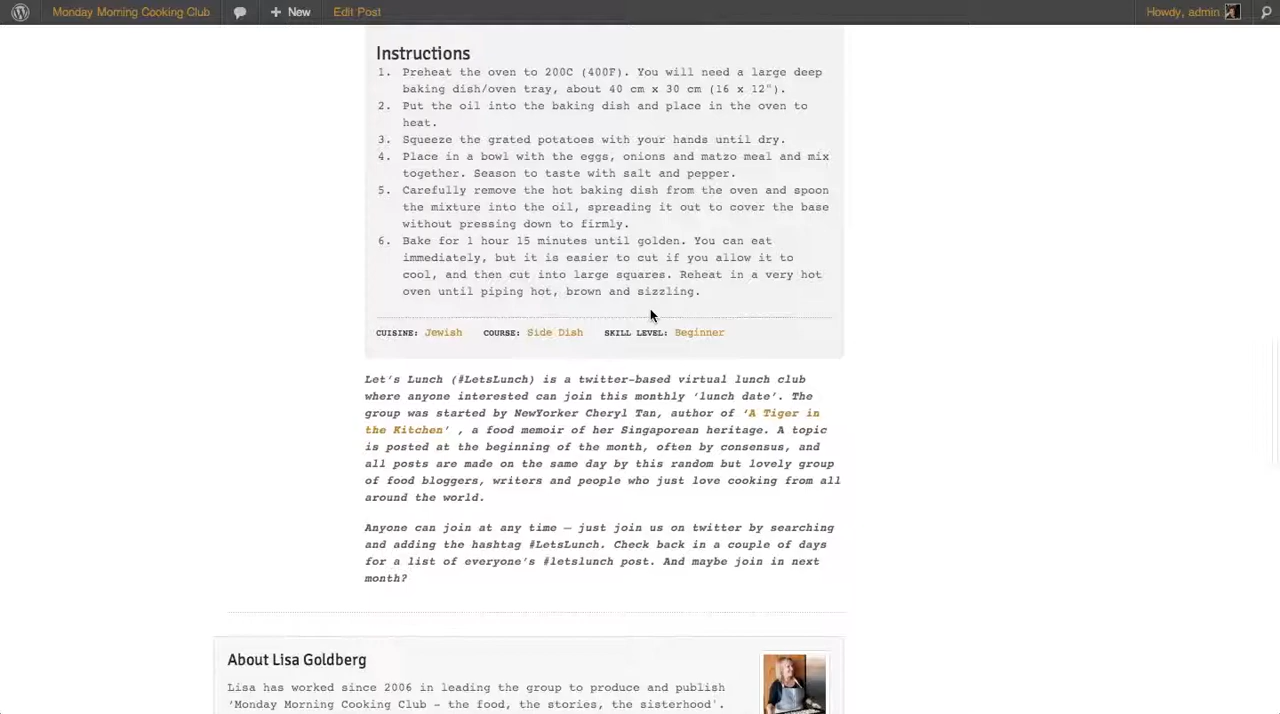 Monday Morning Cooking Club
New
Edit Post
Howdy, admin
Instructions
1. Preheat the oven to 200C (400F). You will need a large deep
baking dish/oven tray, about 40 cm x 30 cm (16 x 12").
2. Put the oil into the baking dish and place in the oven to
heat.
3. Squeeze the grated potatoes with your hands until dry.
4. Place in a bowl with the eggs, onions and matzo meal and mix
together. Season to taste with salt and pepper.
5. Carefully remove the hot baking dish from the oven and spoon
the mixture into the oil, spreading it out to cover the base
without pressing down to firmly.
6. Bake for 1 hour 15 minutes until golden. You can eat
immediately, but it is easier to cut if you allow it to
cool, and then cut into large squares. Reheat in a very hot
oven until piping hot, brown and sizzling.
CUISINE: Jewish COURSE: Side Dish SKILL LEVEL: Beginner
Let's Lunch (#LetsLunch) is a twitter-based virtual lunch club
where anyone interested can join this monthly 'lunch date'. The
group was started by NewYorker Cheryl Tan, author of 'A Tiger in
the Kitchen' , a food memoir of her Singaporean heritage. A topic
is posted at the beginning of the month, often by consensus, and
all posts are made on the same day by this random but lovely group
of food bloggers, writers and people who just love cooking from all
around the world.
Anyone can join at any time — just join us on twitter by searching
and adding the hashtag #LetsLunch. Check back in a couple of days
for a list of everyone's #letslunch post. And maybe join in next
month?
About Lisa Goldberg
Lisa has worked since 2006 in leading the group to produce and publish
'Monday Morning Cooking Club - the food, the stories, the sisterhood'.